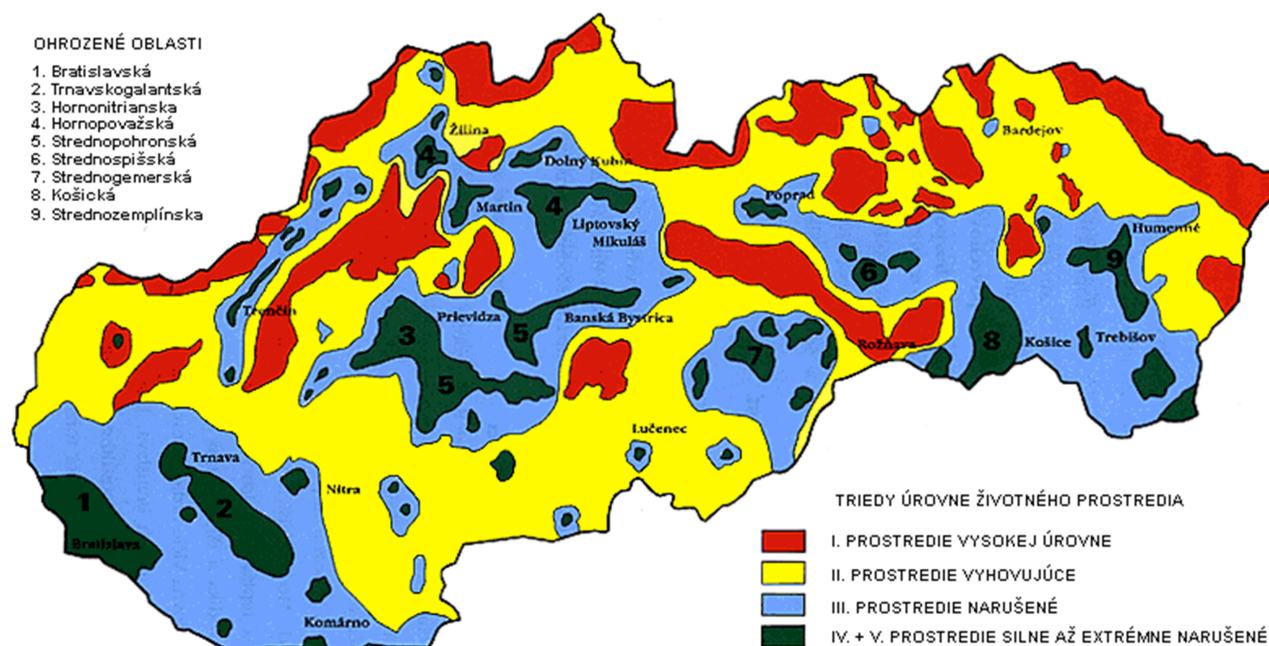 OHROZENÉ OBLASTI
1. Bratislavská
2. Trnavskogalantská
3. Hornonitrianska
4. Hornopovažská
5. Strednopohronská
6. Strednospišská
7. Strednogemerská
8. Košická
9. Strednozemplínska
Žilina
Bardejov
4
Dolný Kubín
Poprad
Martin
4
Liptovský
Mikuláš
Humenné
6
9
Trenčín
3
Prievidza
5
Banská Bystrica
7
Rožňava
8
Košice
Trebišov
5
Lučenec
Trnava
1
2
Nitra
Bratislava
Komárno
TRIEDY ÚROVNE ŽIVOTNÉHO PROSTREDIA
I. PROSTREDIE VYSOKEJ ÚROVNE
II. PROSTREDIE VYHOVUJÚCE
III. PROSTREDIE NARUŠENÉ
IV. + V. PROSTREDIE SILNE AŽ EXTRÉMNE NARUŠENÉ